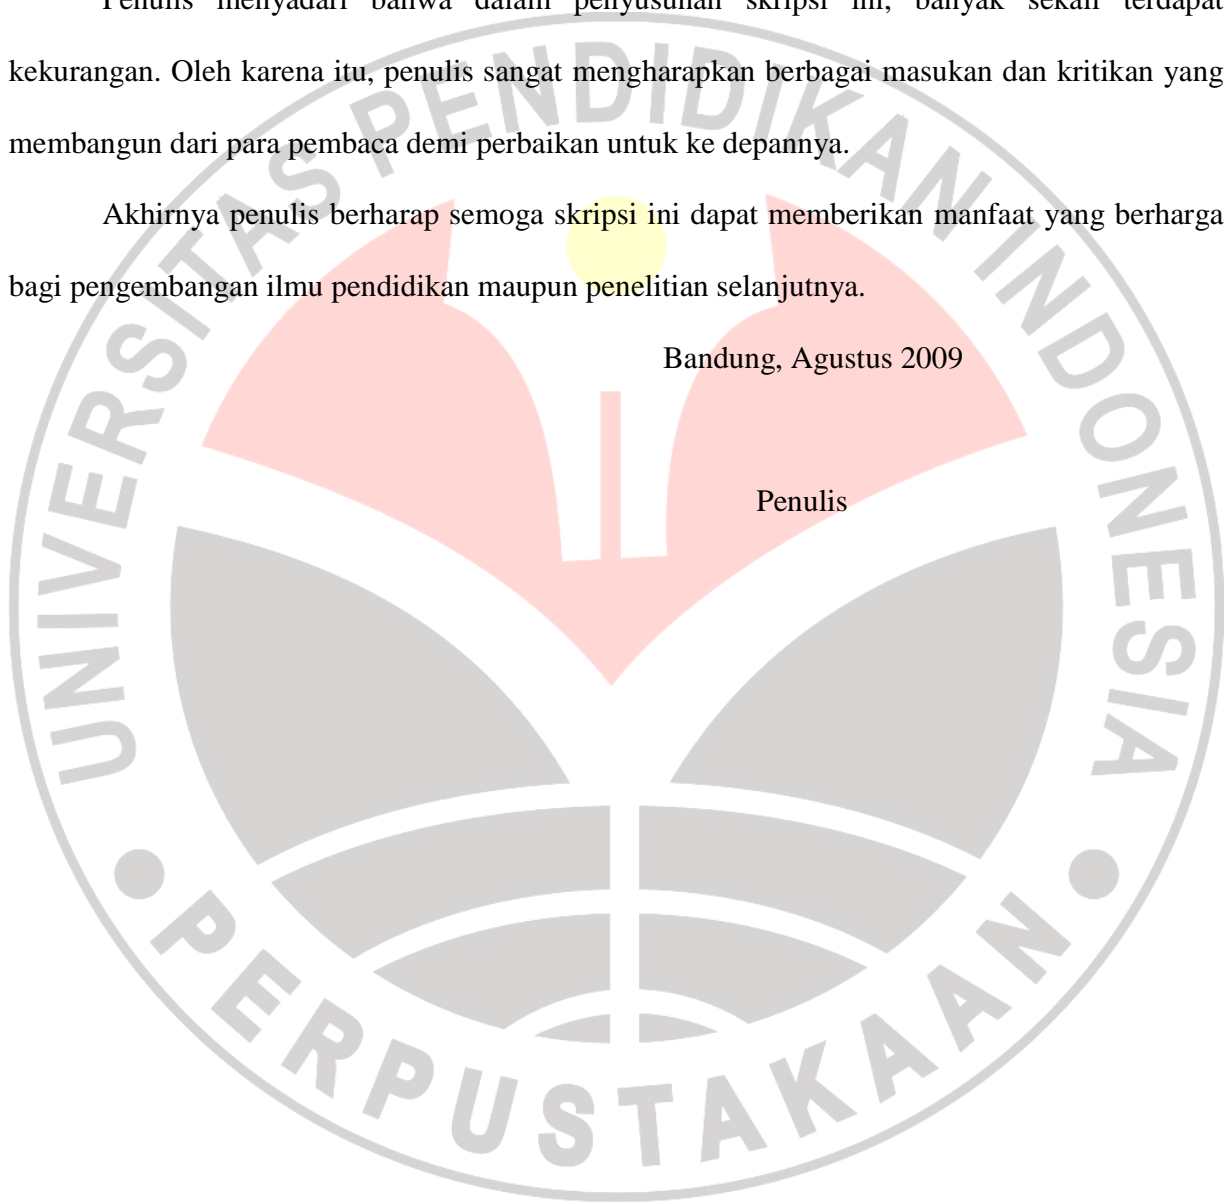 Penulis menyadari bahwa dalam penyusunan skripsi ini, banyak sekali terdapat
kekurangan. Oleh karena itu, penulis sangat mengharapkan berbagai masukan dan kritikan yang
membangun dari para pembaca demi perbaikan untuk ke depannya.
Akhirnya penulis berharap semoga skripsi ini dapat memberikan manfaat yang berharga
bagi pengembangan ilmu pendidikan maupun penelitian selanjutnya.
Bandung, Agustus 2009
Penulis
UNIVERSITAS PENDIDIKAN INDONESIA
PERPUSTAKAAN